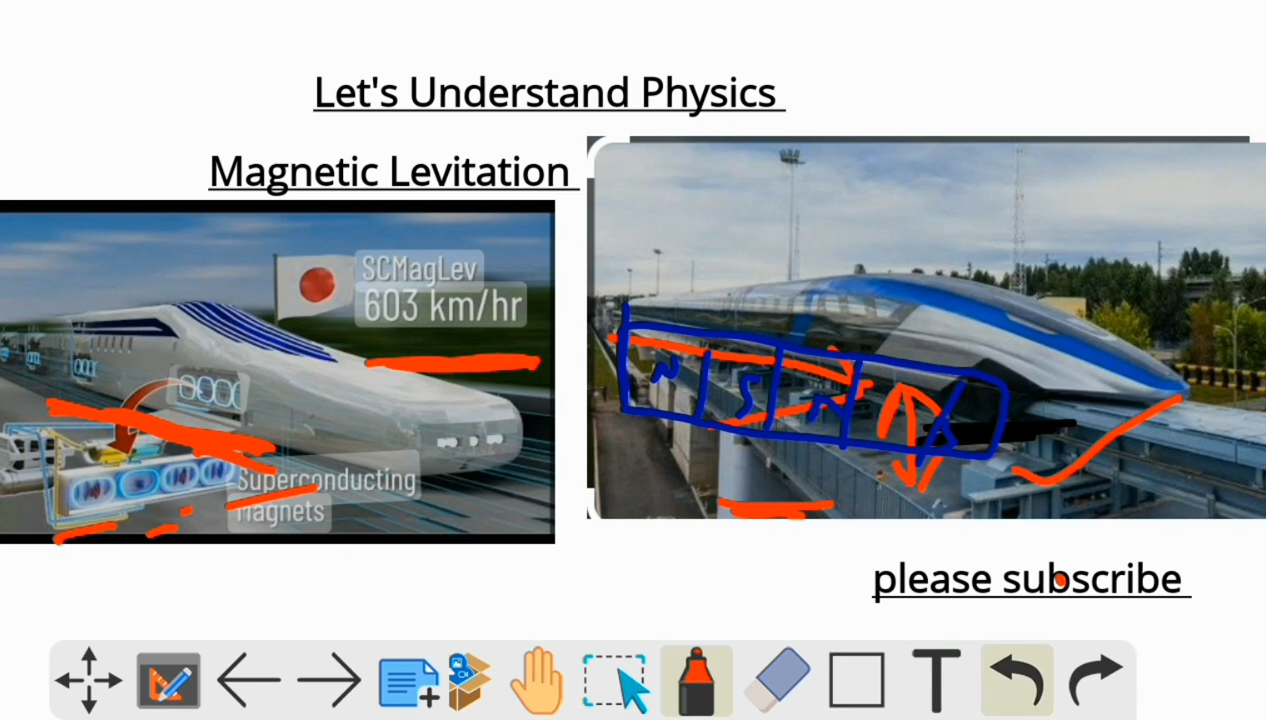 Let's Understand Physics
Magnetic Levitation
SCMagLev
603 km/hr
Superconducting
Magnets
N S N S
please subscribe
T